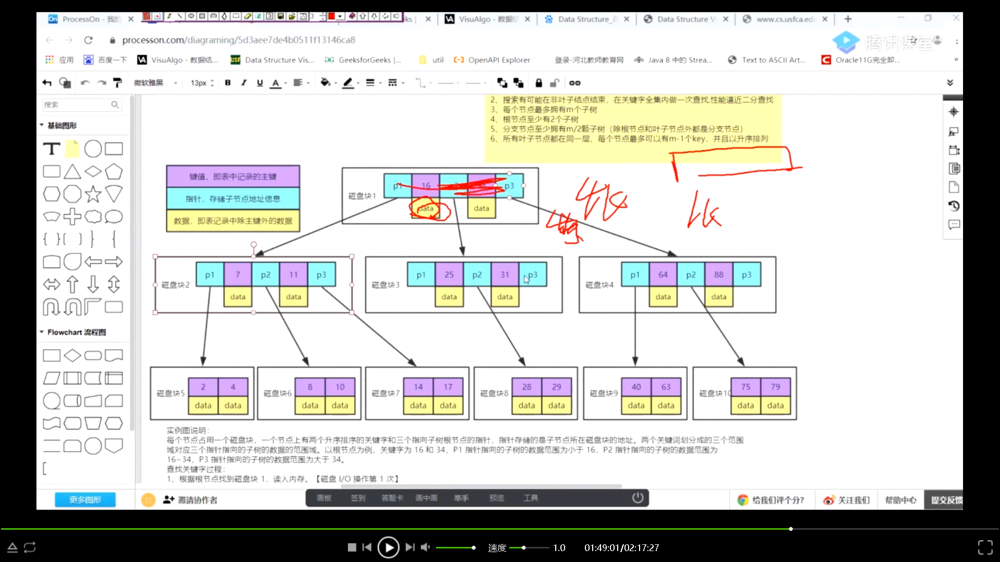 ProcessOn - 我的
VisuAlgo - 数据结
Data Structure_百
Data Structure Vi
www.cs.usfca.edu
processon.com/diagraming/5d3aee7de4b0511f13146ca8
腾讯课堂
应用 百度一下 VisuAlgo - 数据结... Data Structure Vis... GeeksforGeeks |... util OpenAPI Explorer 登录-河北教师教育网 Java 8 中的 Strea... Text to ASCII Art... Oracle11G完全卸...
微软雅黑 13px B I U A
搜索
基础图形
Flowchart 流程图
更多图形
2、搜索有可能在非叶子结点结束，在关键字全集内做一次查找,性能逼近二分查找
3、每个节点最多拥有m个子树
4、根节点至少有2个子树
5、分支节点至少拥有m/2颗子树（除根节点和叶子节点外都是分支节点）
6、所有叶子节点都在同一层、每个节点最多可以有m-1个key，并且以升序排列
键值，即表中记录的主键
指针，存储子节点地址信息
数据，即表记录中除主键外的数据
磁盘块1 p1 16 p3
data data
4k
磁盘块2 p1 7 p2 11 p3
data data
磁盘块3 p1 25 p2 31 p3
data data
磁盘块4 p1 64 p2 88 p3
data data
磁盘块5 2 4
data data
磁盘块6 8 10
data data
磁盘块7 14 17
data data
磁盘块8 28 29
data data
磁盘块9 40 63
data data
磁盘块10 75 79
data data
实例图说明：
每个节点占用一个磁盘块，一个节点上有两个升序排序的关键字和三个指向子树根节点的指针，指针存储的是子节点所在磁盘块的地址。两个关键词划分成的三个范围
域对应三个指针指向的子树的数据的范围域。以根节点为例，关键字为 16 和 34，P1 指针指向的子树的数据范围为小于 16，P2 指针指向的子树的数据范围为
16~34，P3 指针指向的子树的数据范围为大于 34。
查找关键字过程：
1、根据根节点找到磁盘块 1，读入内存。【磁盘 I/O 操作第 1 次】
邀请协作者
画板 签到 答题卡 画中画 举手 预览 工具
给我们评个分? 关注我们 帮助中心 提交反馈
速度 1.0 01:49:01/02:17:27